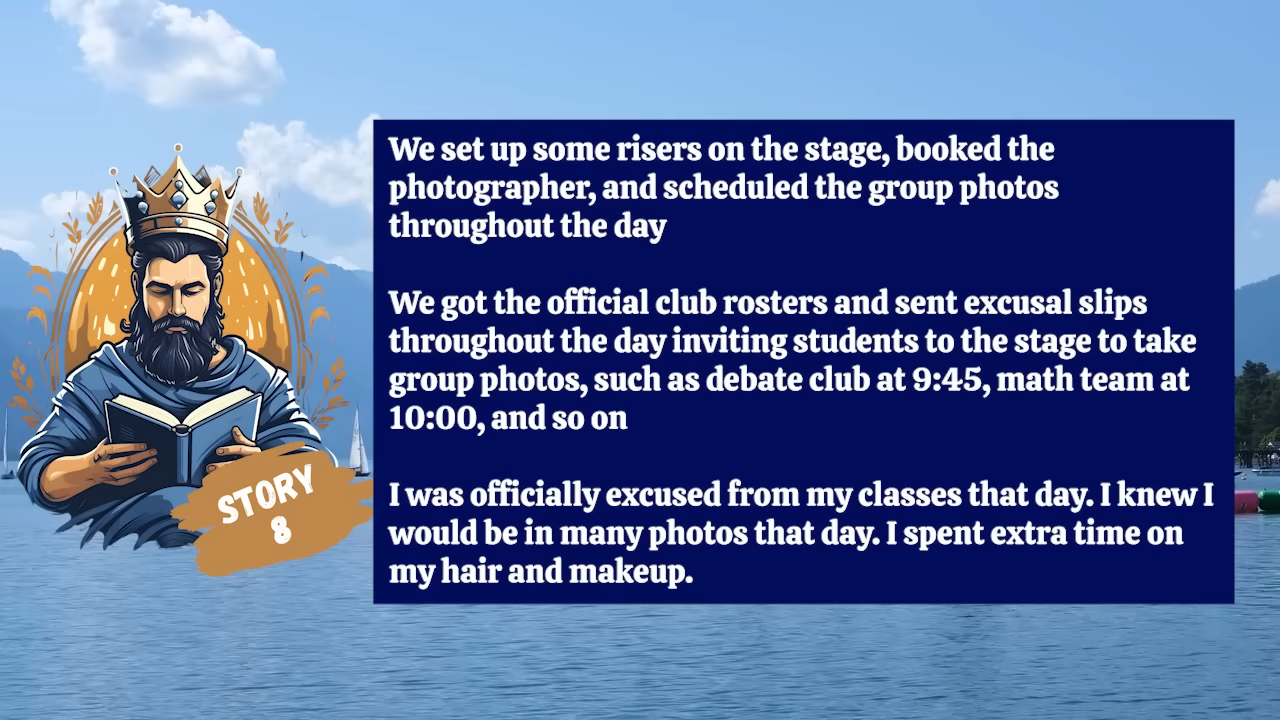 We set up some risers on the stage, booked the
photographer, and scheduled the group photos
throughout the day
We got the official club rosters and sent excusal slips
throughout the day inviting students to the stage to take
group photos, such as debate club at 9:45, math team at
10:00, and so on
I was officially excused from my classes that day. I knew I
would be in many photos that day. I spent extra time on
my hair and makeup.
STORY
8